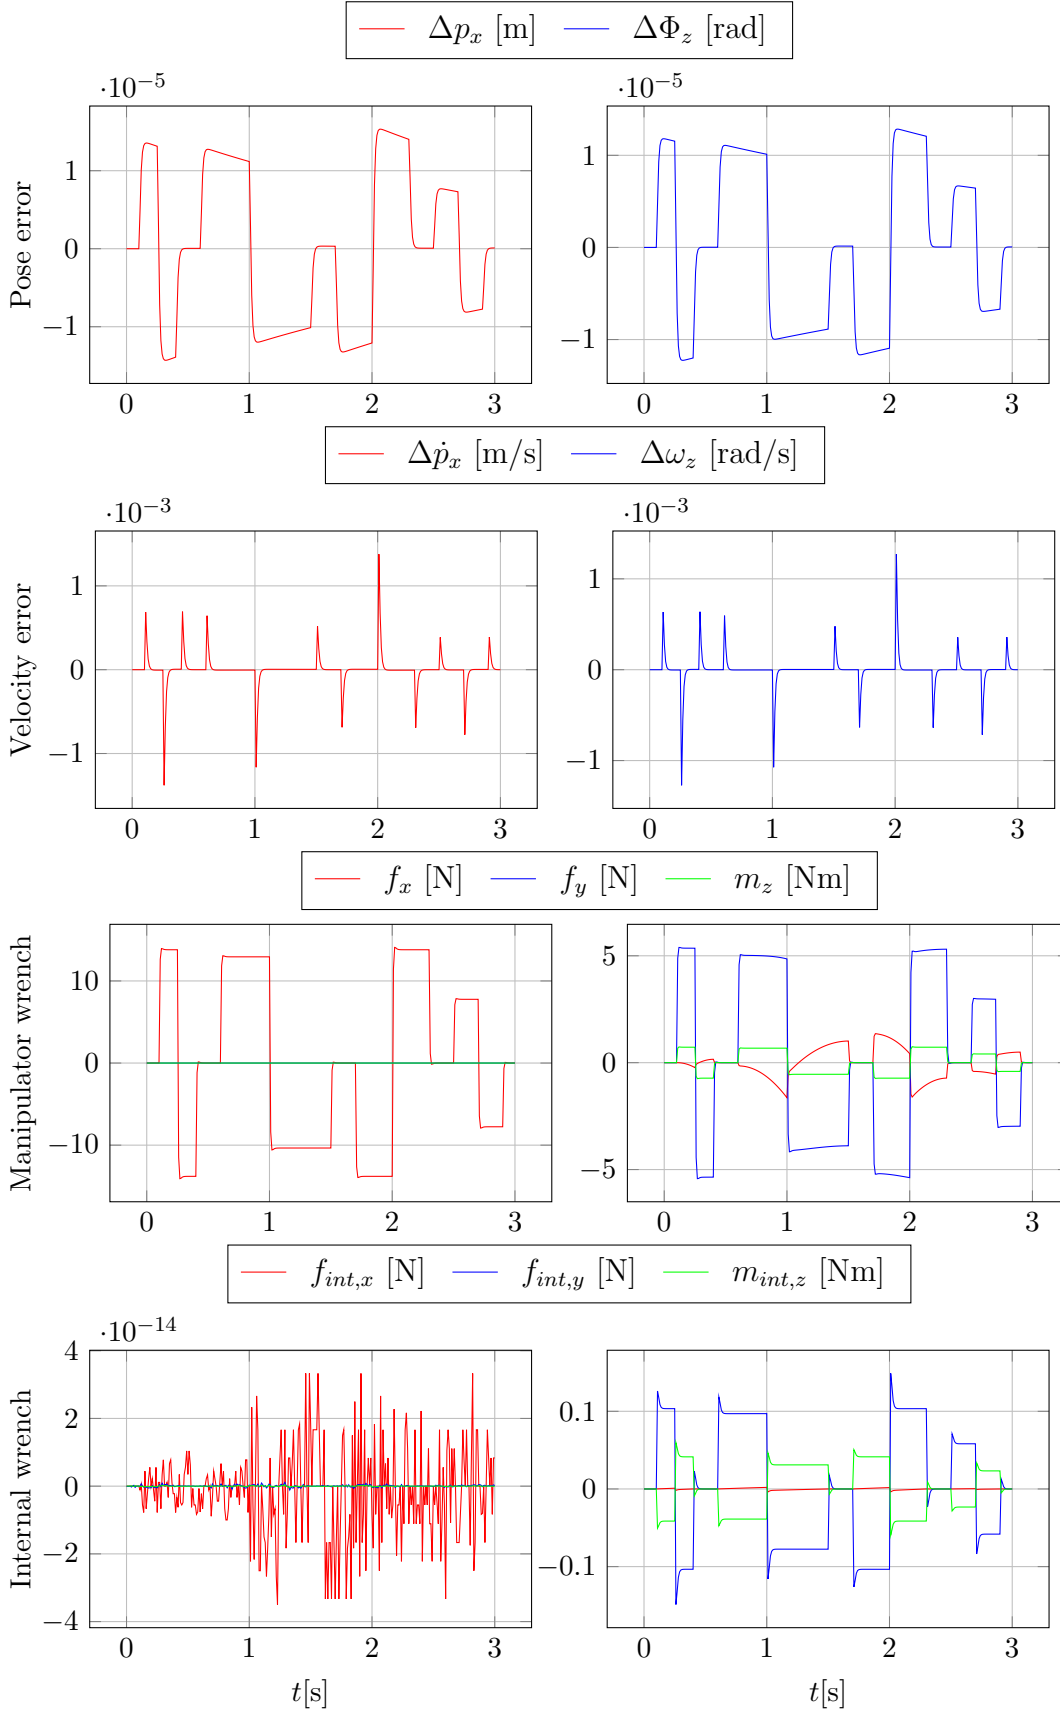 Δp_x [m] ΔΦ_z [rad]
·10^−5 ·10^−5
Pose error
1 0 −1
1 0 −1
0 1 2 3 0 1 2 3
Δṗ_x [m/s] Δω_z [rad/s]
·10^−3 ·10^−3
Velocity error
1 0 −1
1 0 −1
0 1 2 3 0 1 2 3
f_x [N] f_y [N] m_z [Nm]
Manipulator wrench
10 0 −10
5 0 −5
0 1 2 3 0 1 2 3
f_{int,x} [N] f_{int,y} [N] m_{int,z} [Nm]
·10^−14
Internal wrench
4 2 0 −2 −4
0.1 0 −0.1
0 1 2 3 0 1 2 3
t[s] t[s]